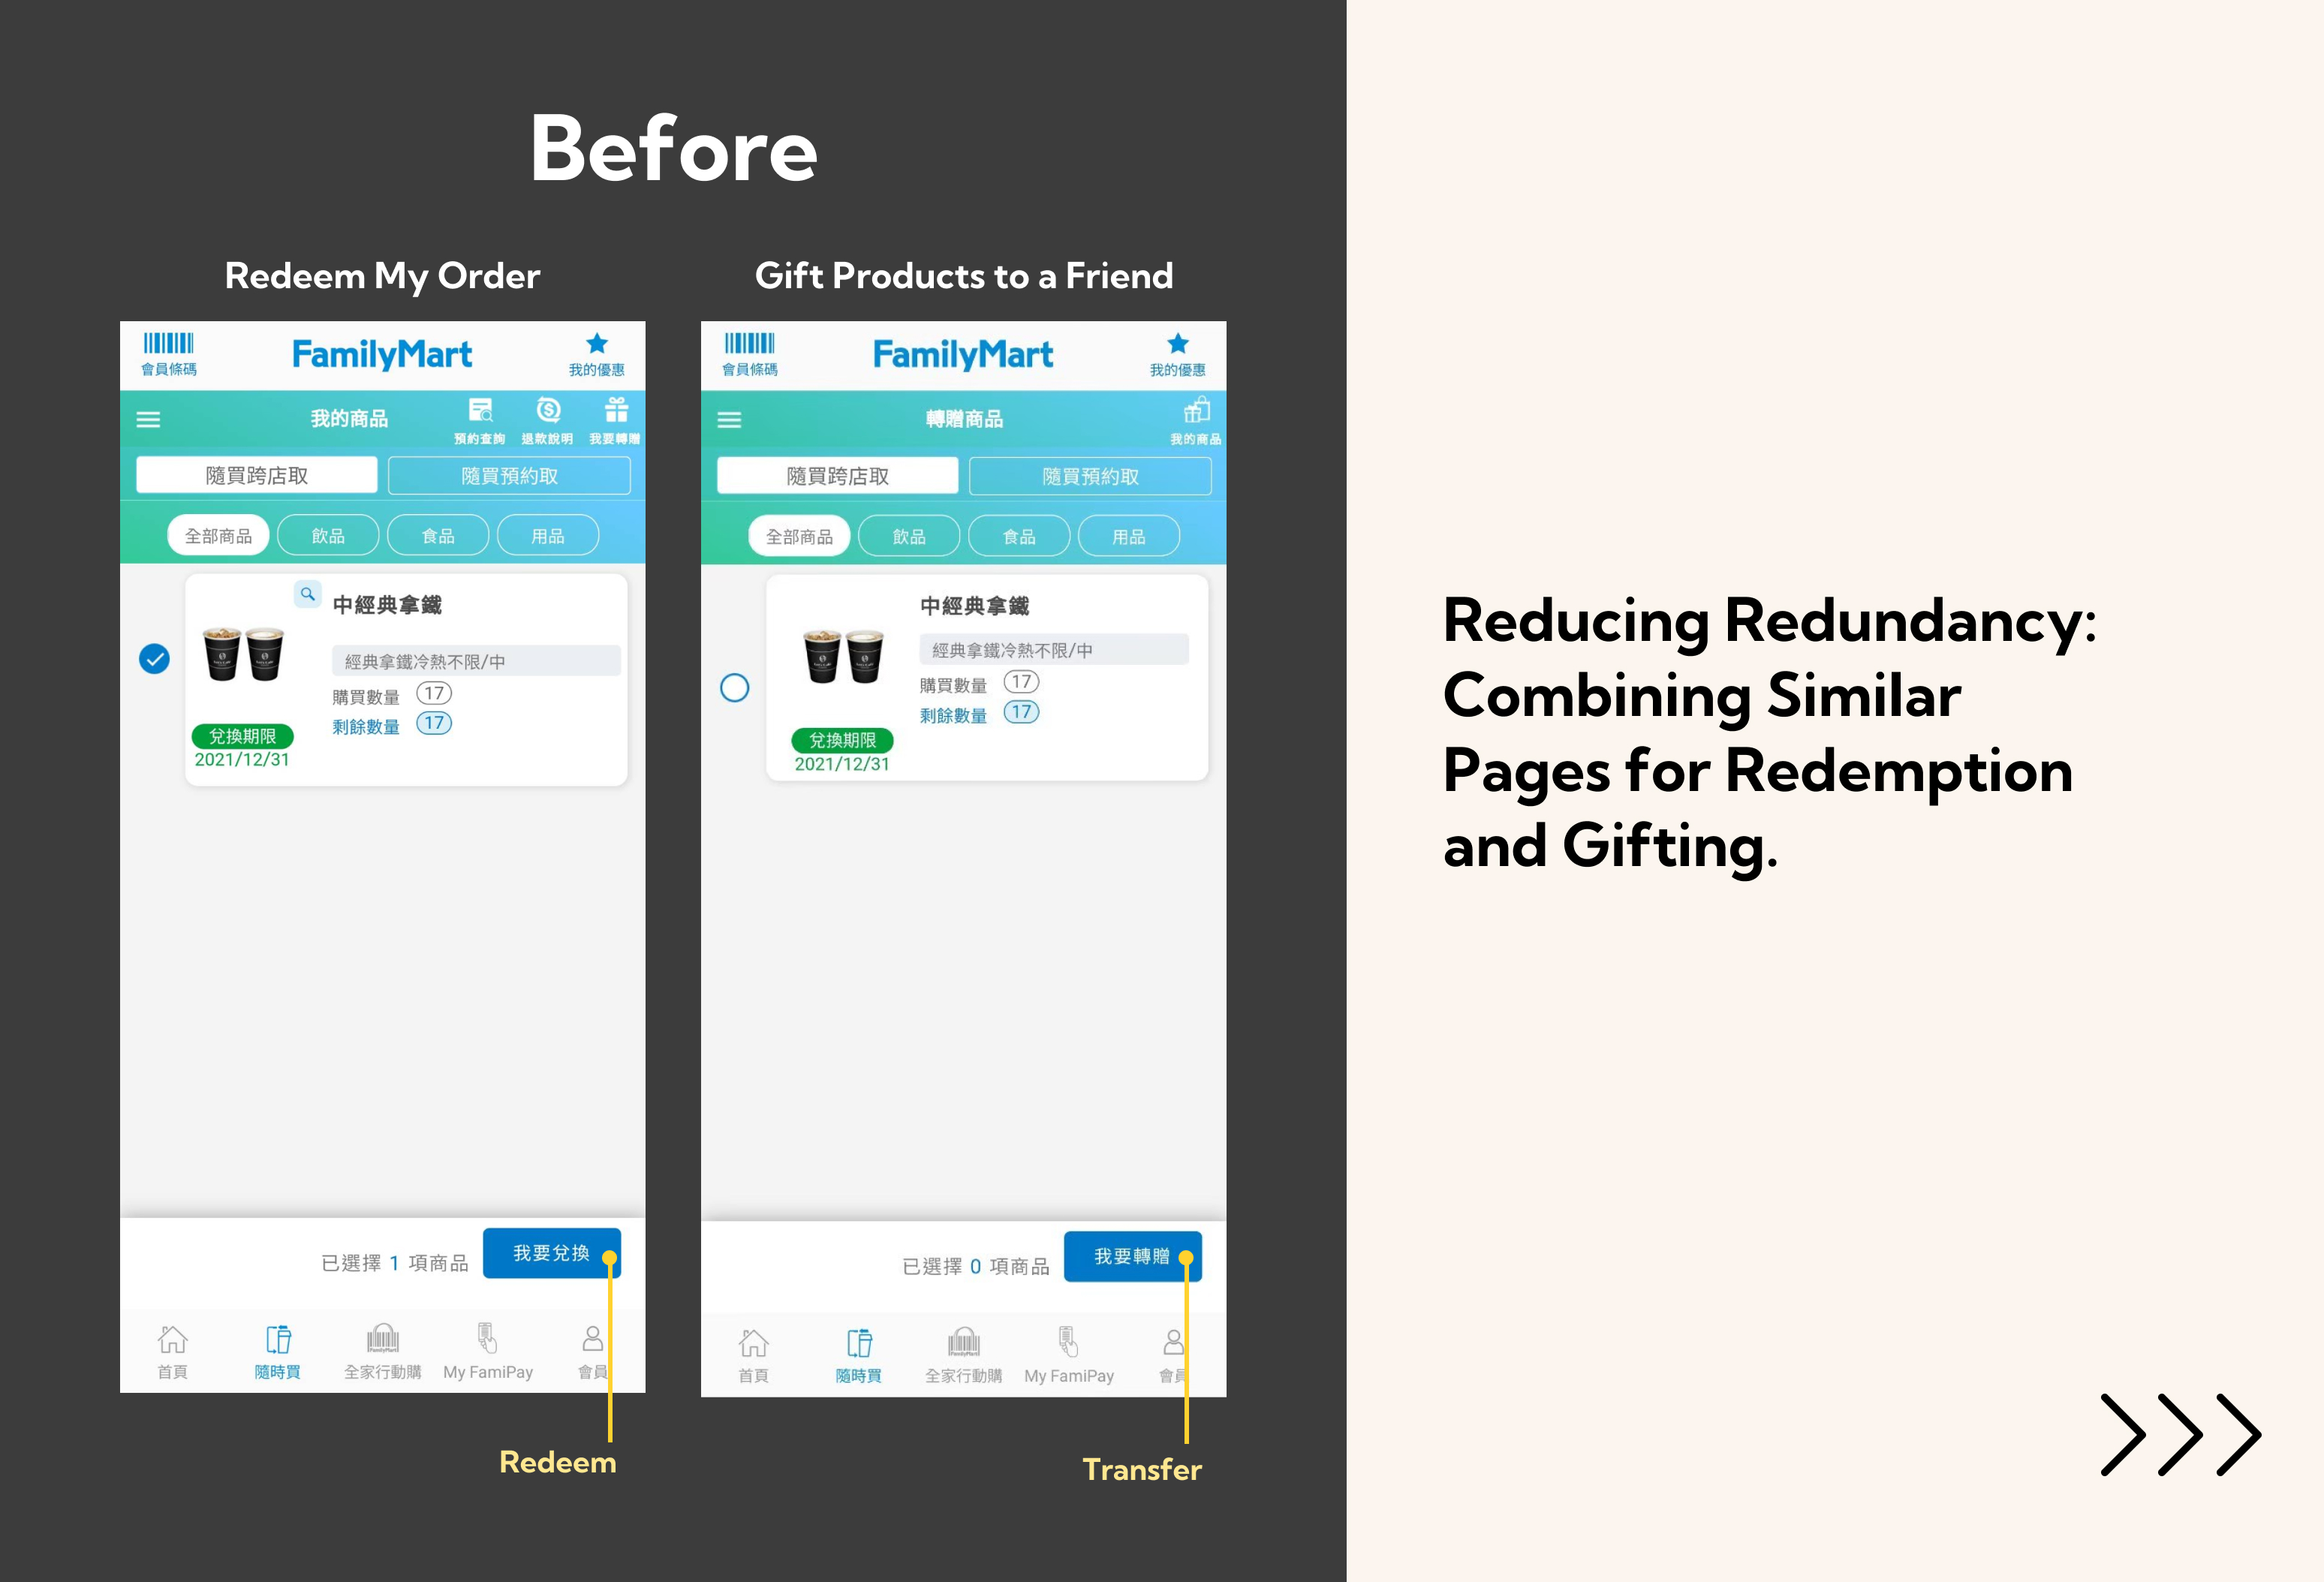 Before
Redeem My Order
會員條碼
FamilyMart
我的優惠
我的商品
預約查詢
退款說明
我要轉贈
隨買跨店取
隨買預約取
全部商品
飲品
食品
用品
中經典拿鐵
經典拿鐵冷熱不限/中
購買數量 17
剩餘數量 17
兌換期限
2021/12/31
已選擇 1 項商品
我要兌換
首頁
隨時買
全家行動購
My FamiPay
會員
Redeem
Gift Products to a Friend
會員條碼
FamilyMart
我的優惠
轉贈商品
我的商品
隨買跨店取
隨買預約取
全部商品
飲品
食品
用品
中經典拿鐵
經典拿鐵冷熱不限/中
購買數量 17
剩餘數量 17
兌換期限
2021/12/31
已選擇 0 項商品
我要轉贈
首頁
隨時買
全家行動購
My FamiPay
會員
Transfer
Reducing Redundancy:
Combining Similar
Pages for Redemption
and Gifting.